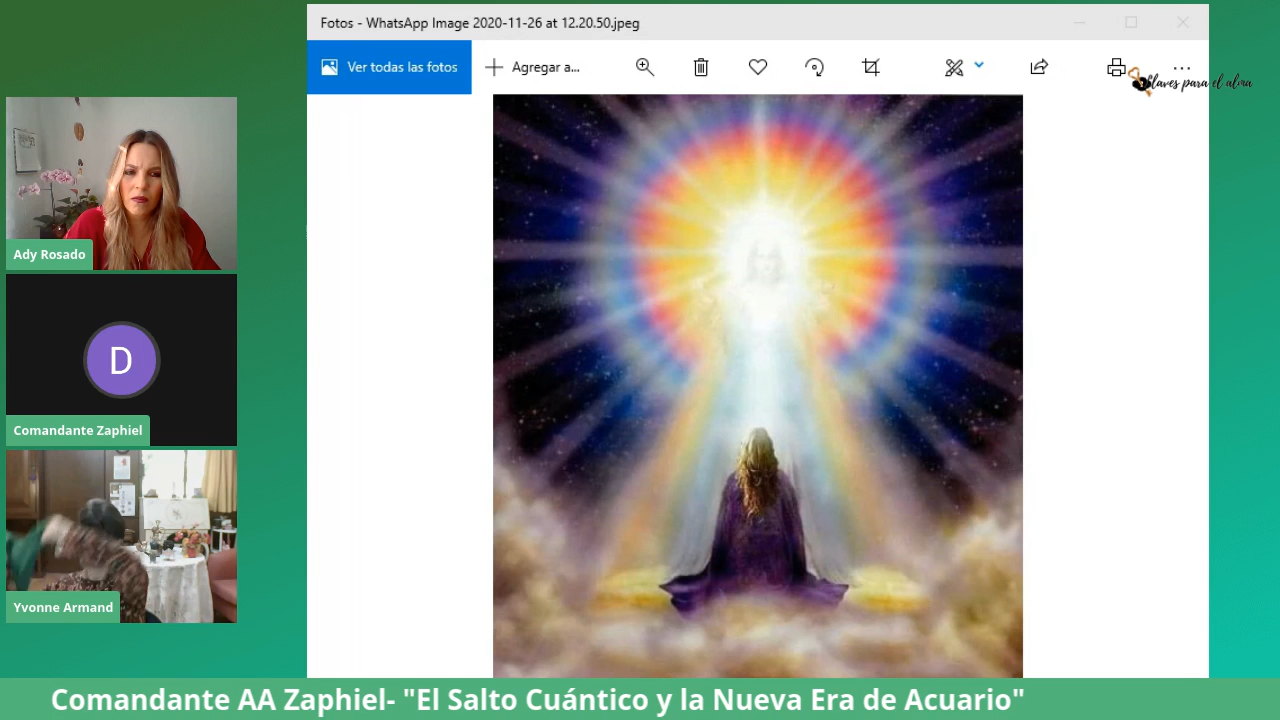 Fotos - WhatsApp Image 2020-11-26 at 12.20.50.jpeg
Ver todas las fotos
Agregar a...
laves para el alma
Ady Rosado
D
Comandante Zaphiel
Yvonne Armand
Comandante AA Zaphiel- "El Salto Cuántico y la Nueva Era de Acuario"